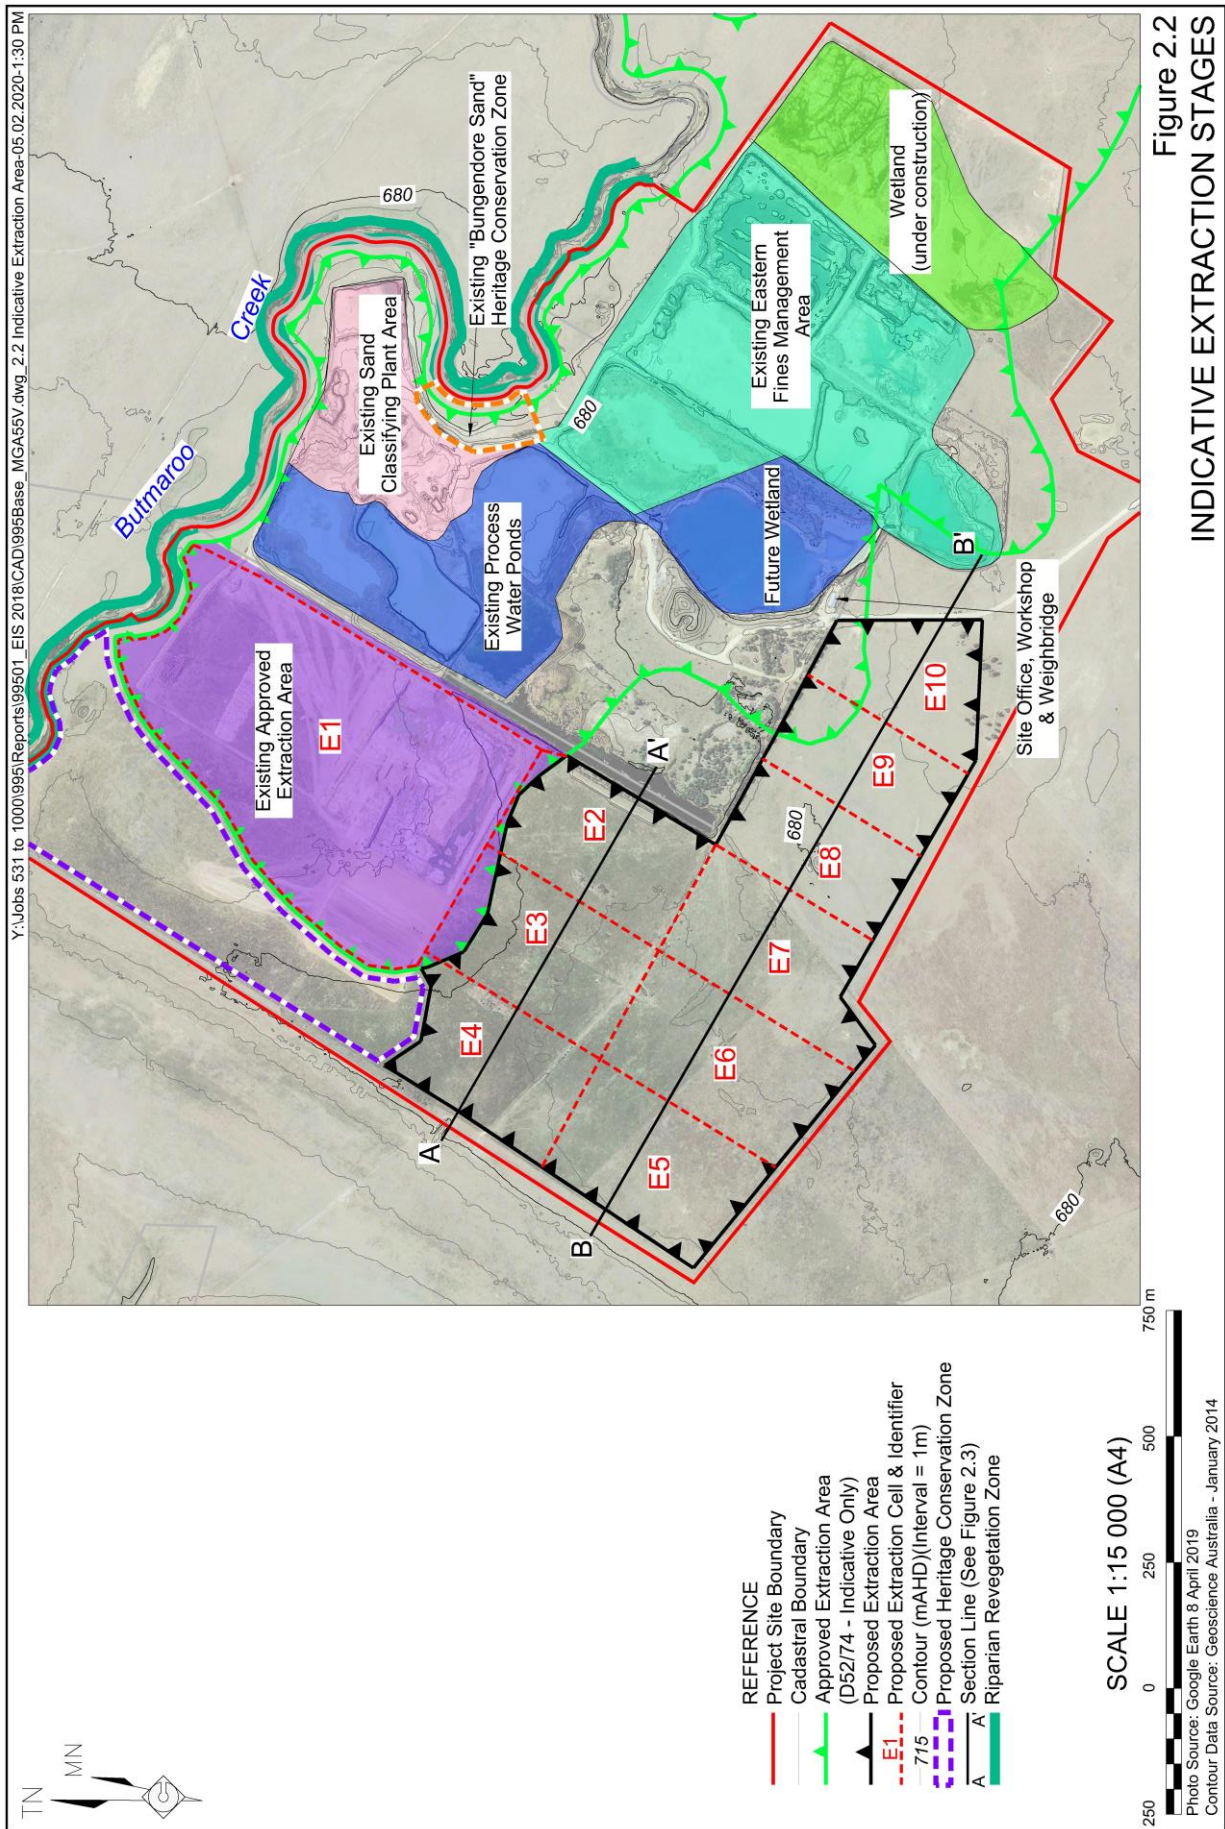 Y:\Jobs 531 to 1000\995\Reports\99501_EIS 2018\CAD\995Base_MGA55V.dwg_2.2 Indicative Extraction Area-05.02.2020-1:30 PM
TN
MN
Butmaroo
Creek
680
Existing Approved
Extraction Area
E1
Existing Sand
Classifying Plant Area
Existing "Bungendore Sand"
Heritage Conservation Zone
Existing Process
Water Ponds
680
Existing Eastern
Fines Management
Area
Wetland
(under construction)
Future Wetland
A
A'
B
B'
E2
E3
E4
E5
E6
E7
E8
E9
E10
680
680
Site Office, Workshop
& Weighbridge
REFERENCE
Project Site Boundary
Cadastral Boundary
Approved Extraction Area
(D52/74 - Indicative Only)
Proposed Extraction Area
E1 Proposed Extraction Cell & Identifier
715 Contour (mAHD)(Interval = 1m)
Proposed Heritage Conservation Zone
A A' Section Line (See Figure 2.3)
Riparian Revegetation Zone
SCALE 1:15 000 (A4)
250 0 250 500 750 m
Photo Source: Google Earth 8 April 2019
Contour Data Source: Geoscience Australia - January 2014
Figure 2.2
INDICATIVE EXTRACTION STAGES